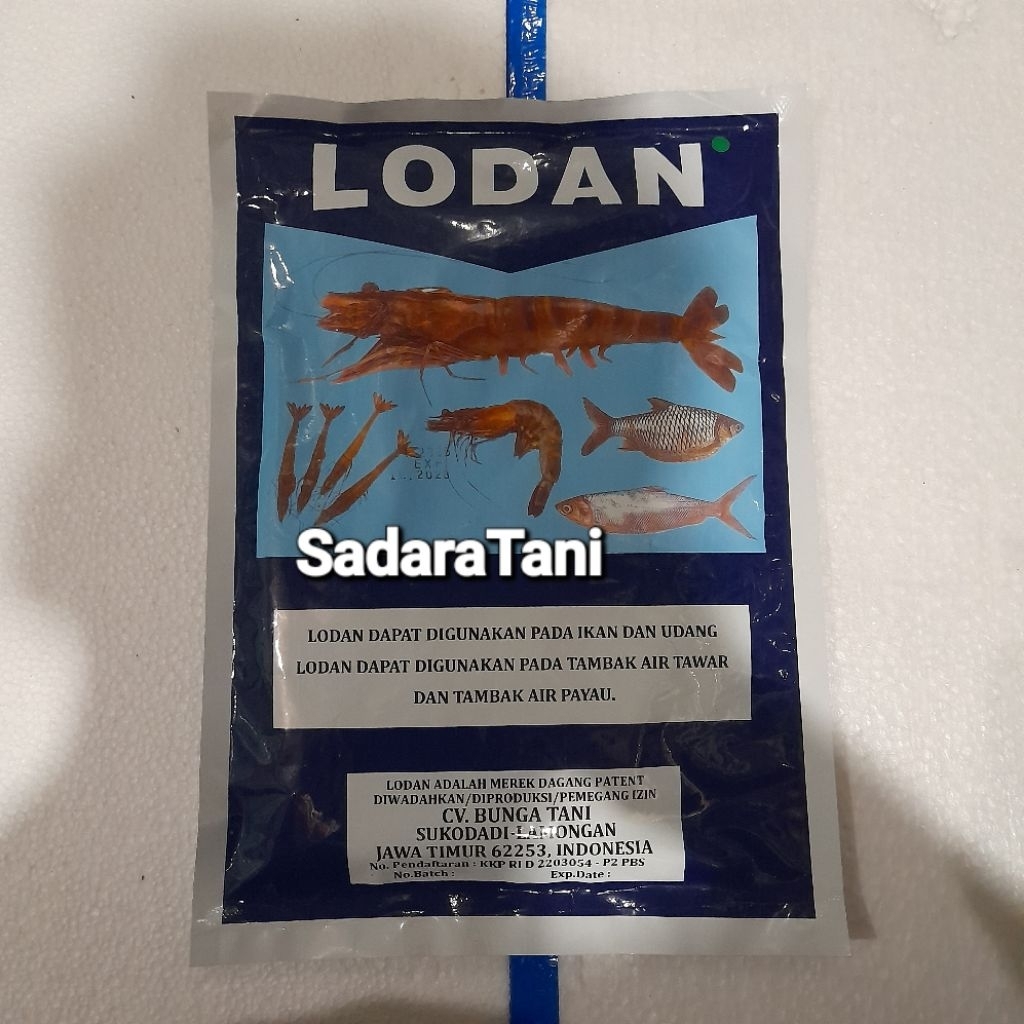 LODAN
EXP
2023
SadaraTani
LODAN DAPAT DIGUNAKAN PADA IKAN DAN UDANG
LODAN DAPAT DIGUNAKAN PADA TAMBAK AIR TAWAR
DAN TAMBAK AIR PAYAU.
LODAN ADALAH MEREK DAGANG PATENT
DIWADAHKAN/DIPRODUKSI/PEMEGANG IZIN
CV. BUNGA TANI
SUKODADI-LAMONGAN
JAWA TIMUR 62253, INDONESIA
No. Pendaftaran : KKP RI D 2203054 - P2 PBS
No.Batch : Exp.Date :